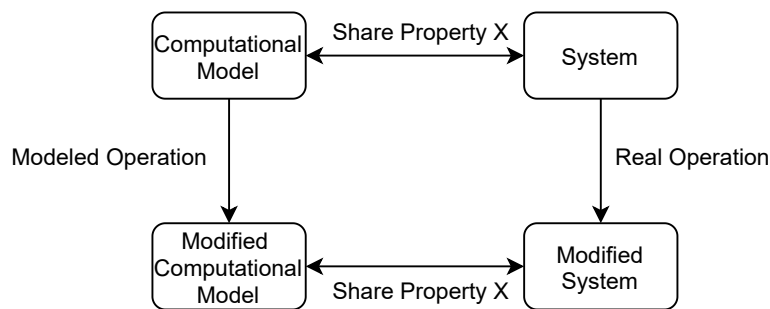 Computational
Model
Share Property X
System
Modeled Operation
Real Operation
Modified
Computational
Model
Share Property X
Modified
System